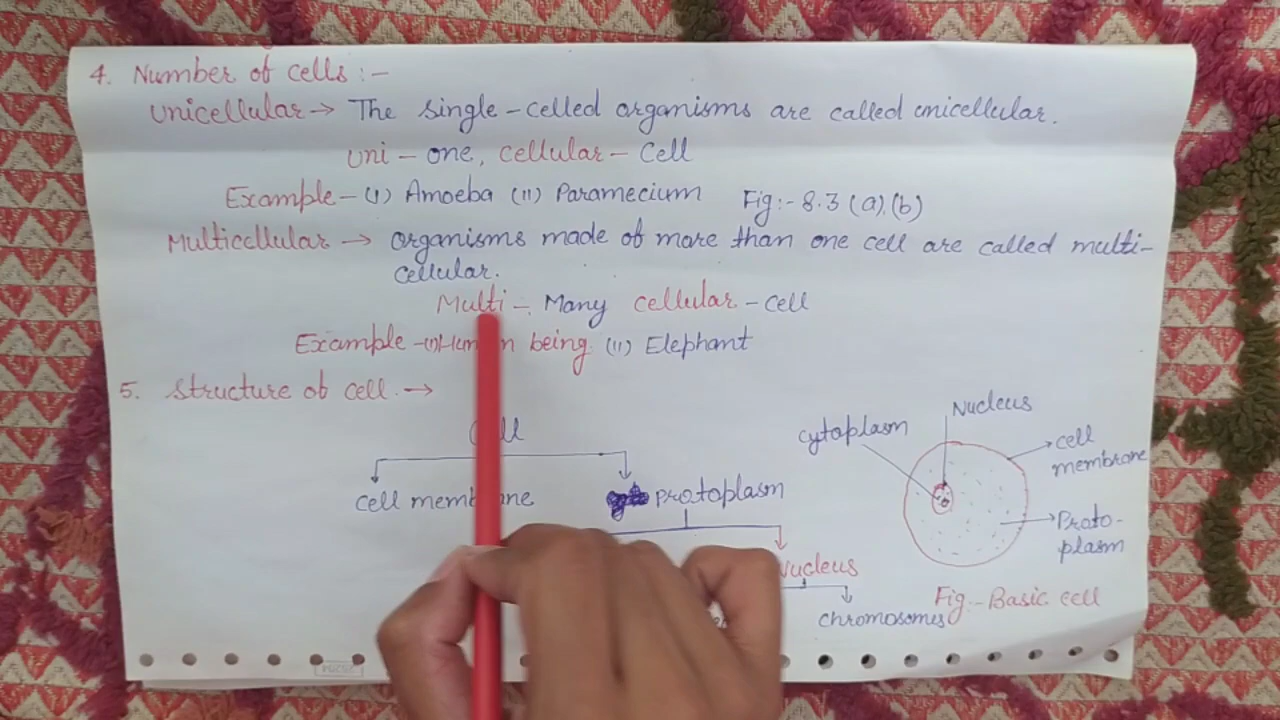 4. Number of cells :-
Unicellular → The single-celled organisms are called unicellular.
Uni - one, cellular - Cell
Example - (I) Amoeba (II) Paramecium Fig:- 8.3 (a),(b)
Multicellular → Organisms made of more than one cell are called multi-
cellular.
Multi - Many cellular - cell
Example - (I) being (II) Elephant
5. Structure of cell. →
cell membrane
protoplasm
Nucleus
chromosomes
Nucleus
cytoplasm
cell
membrane
Proto-
plasm
Fig:- Basic cell